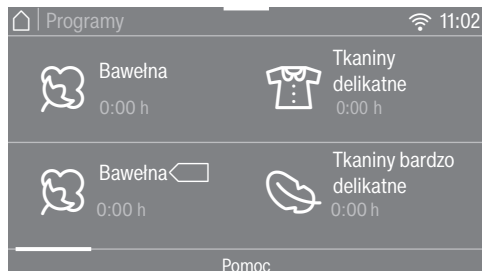 Programy 11:02
Bawełna
0:00 h
Tkaniny
delikatne
0:00 h
Bawełna
0:00 h
Tkaniny bardzo
delikatne
0:00 h
Pomoc